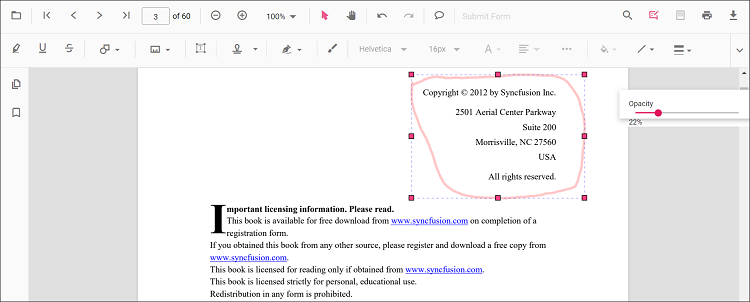 3 of 60 100% Submit Form
Helvetica 16px A
Opacity
22%
Copyright © 2012 by Syncfusion Inc.
2501 Aerial Center Parkway
Suite 200
Morrisville, NC 27560
USA
All rights reserved.
Important licensing information. Please read.
This book is available for free download from www.syncfusion.com on completion of a
registration form.
If you obtained this book from any other source, please register and download a free copy from
www.syncfusion.com.
This book is licensed for reading only if obtained from www.syncfusion.com.
This book is licensed strictly for personal, educational use.
Redistribution in any form is prohibited.